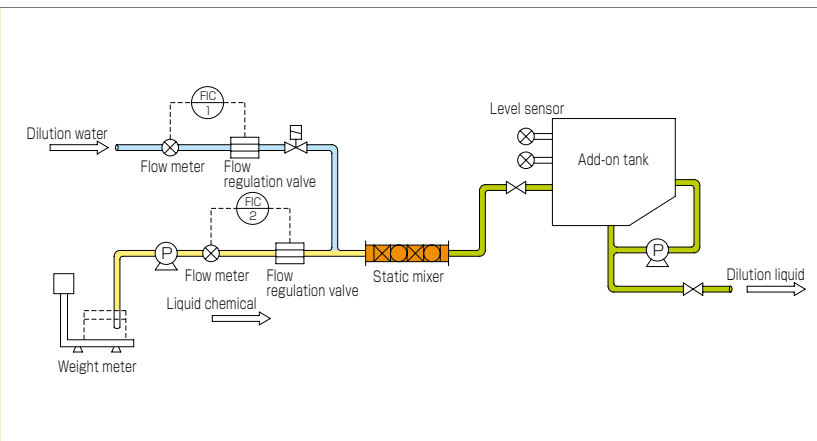 FIC
1
Level sensor
Dilution water
Add-on tank
Flow meter
Flow
regulation valve
FIC
2
P
P
Flow meter
Flow
regulation valve
Static mixer
Dilution liquid
Liquid chemical
Weight meter